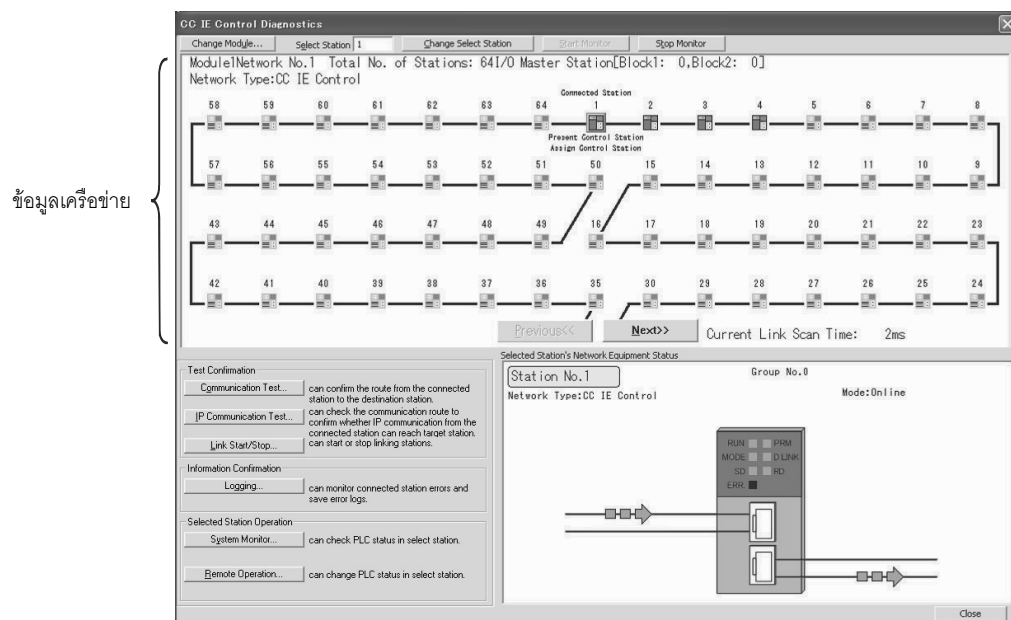 CC IE Control Diagnostics
Change Module... Select Station 1 Change Select Station Start Monitor Stop Monitor
Module1Network No.1 Total No. of Stations: 64I/O Master Station[Block1: 0,Block2: 0]
Network Type:CC IE Control
Connected Station
58 59 60 61 62 63 64 1 2 3 4 5 6 7 8
Present Control Station
Assign Control Station
57 56 55 54 53 52 51 50 15 14 13 12 11 10 9
ข้อมูลเครือข่าย
43 44 45 46 47 48 49 16 17 18 19 20 21 22 23
42 41 40 39 38 37 36 35 30 29 28 27 26 25 24
Previous<< Next>> Current Link Scan Time: 2ms
Test Confirmation
Communication Test... can confirm the route from the connected
station to the destination station.
IP Communication Test... can check the communication route to
confirm whether IP communication from the
connected station can reach target station.
Link Start/Stop... can start or stop linking stations.
Information Confirmation
Logging... can monitor connected station errors and
save error logs.
Selected Station Operation
System Monitor... can check PLC status in select station.
Remote Operation... can change PLC status in select station.
Selected Station's Network Equipment Status
Station No.1 Group No.0
Network Type:CC IE Control Mode:Online
RUN PRM
MODE D LINK
SD RD
ERR.
Close